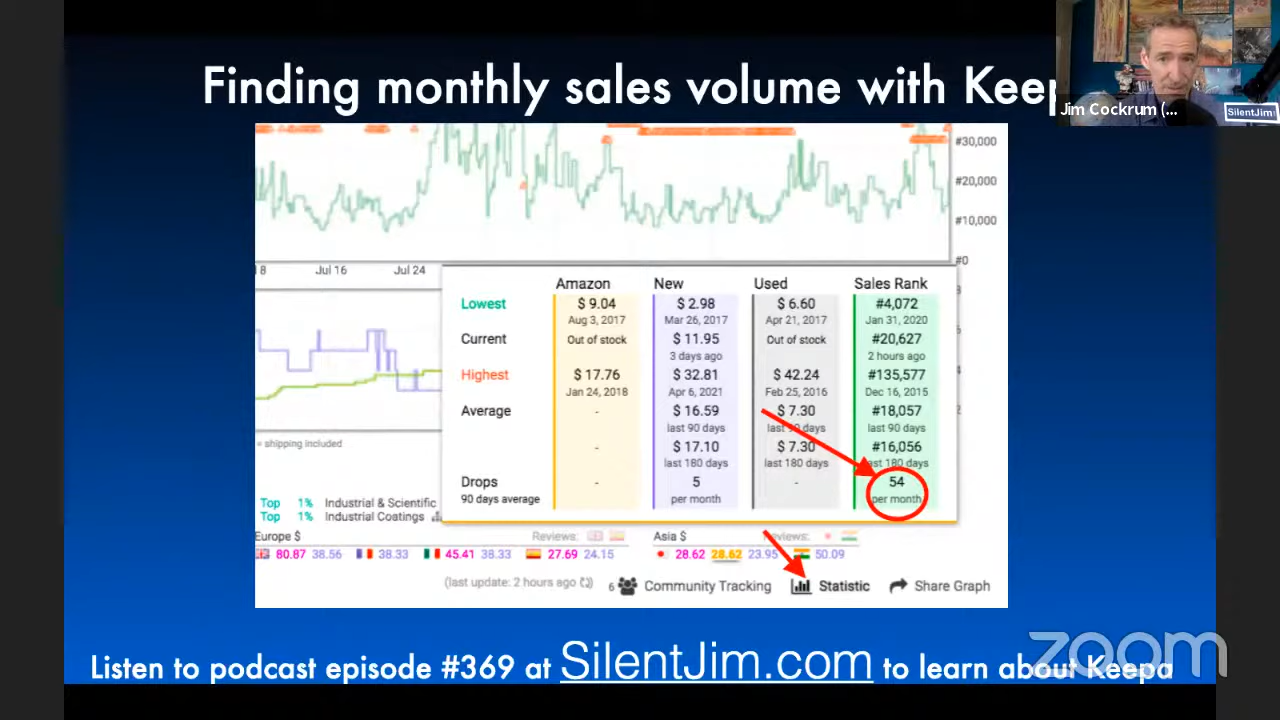 Finding monthly sales volume with Keep
Jim Cockrum (...
SilentJim
#30,000
#20,000
#10,000
#0
8 Jul 16 Jul 24
Amazon New Used Sales Rank
Lowest $ 9.04 $ 2.98 $ 6.60 #4,072
Aug 3, 2017 Mar 26, 2017 Apr 21, 2017 Jan 31, 2020
Current Out of stock $ 11.95 Out of stock #20,627
3 days ago 2 hours ago
Highest $ 17.76 $ 32.81 $ 42.24 #135,577
Jan 24, 2018 Apr 6, 2021 Feb 25, 2016 Dec 16, 2015
Average - $ 16.59 $ 7.30 #18,057
last 90 days last 90 days last 90 days
- $ 17.10 $ 7.30 #16,056
last 180 days last 180 days last 180 days
Drops - 5 - 54
90 days average per month per month
= shipping included
Top 1% Industrial & Scientific
Top 1% Industrial Coatings
Europe $ Reviews: Asia $ Reviews:
80.87 38.56 38.33 45.41 38.33 27.69 24.15 28.62 28.62 23.95 50.09
(last update: 2 hours ago) 6 Community Tracking Statistic Share Graph
zoom
Listen to podcast episode #369 at SilentJim.com to learn about Keepa